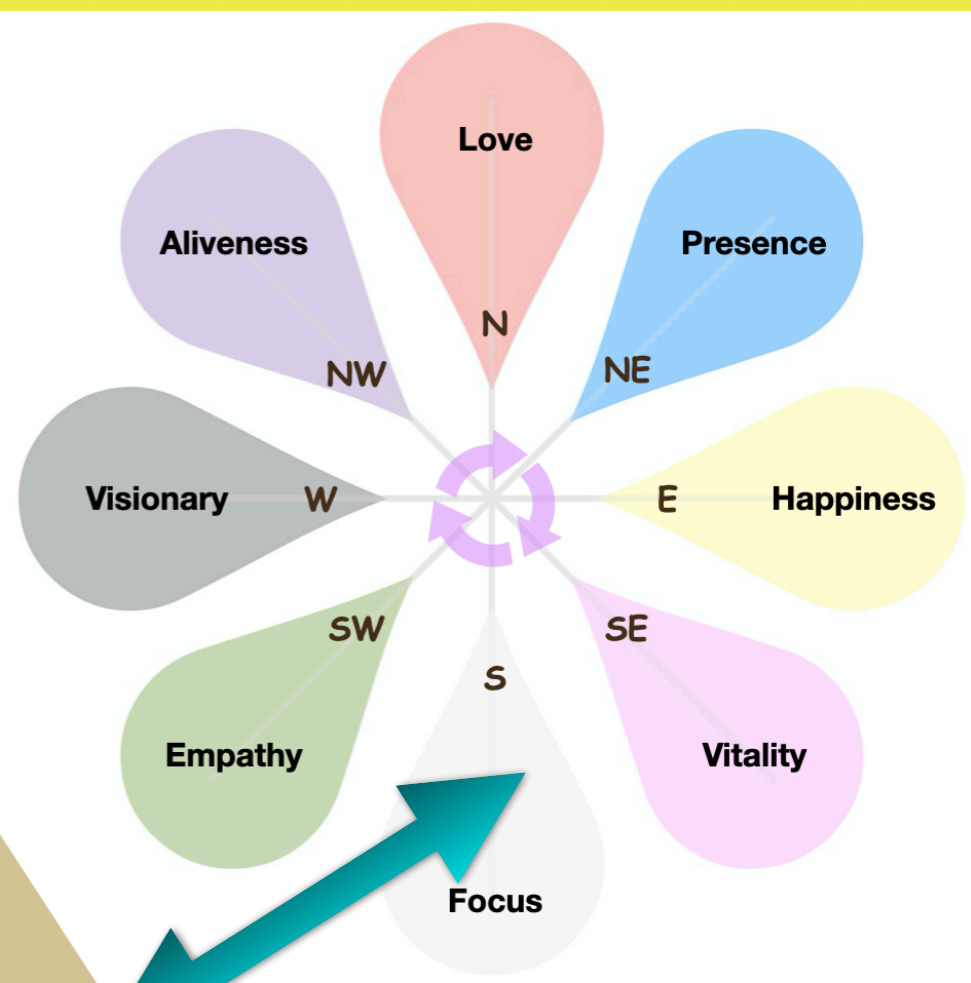 Love
Aliveness
Presence
N
NW
NE
Visionary
W
E
Happiness
SW
SE
S
Empathy
Vitality
Focus